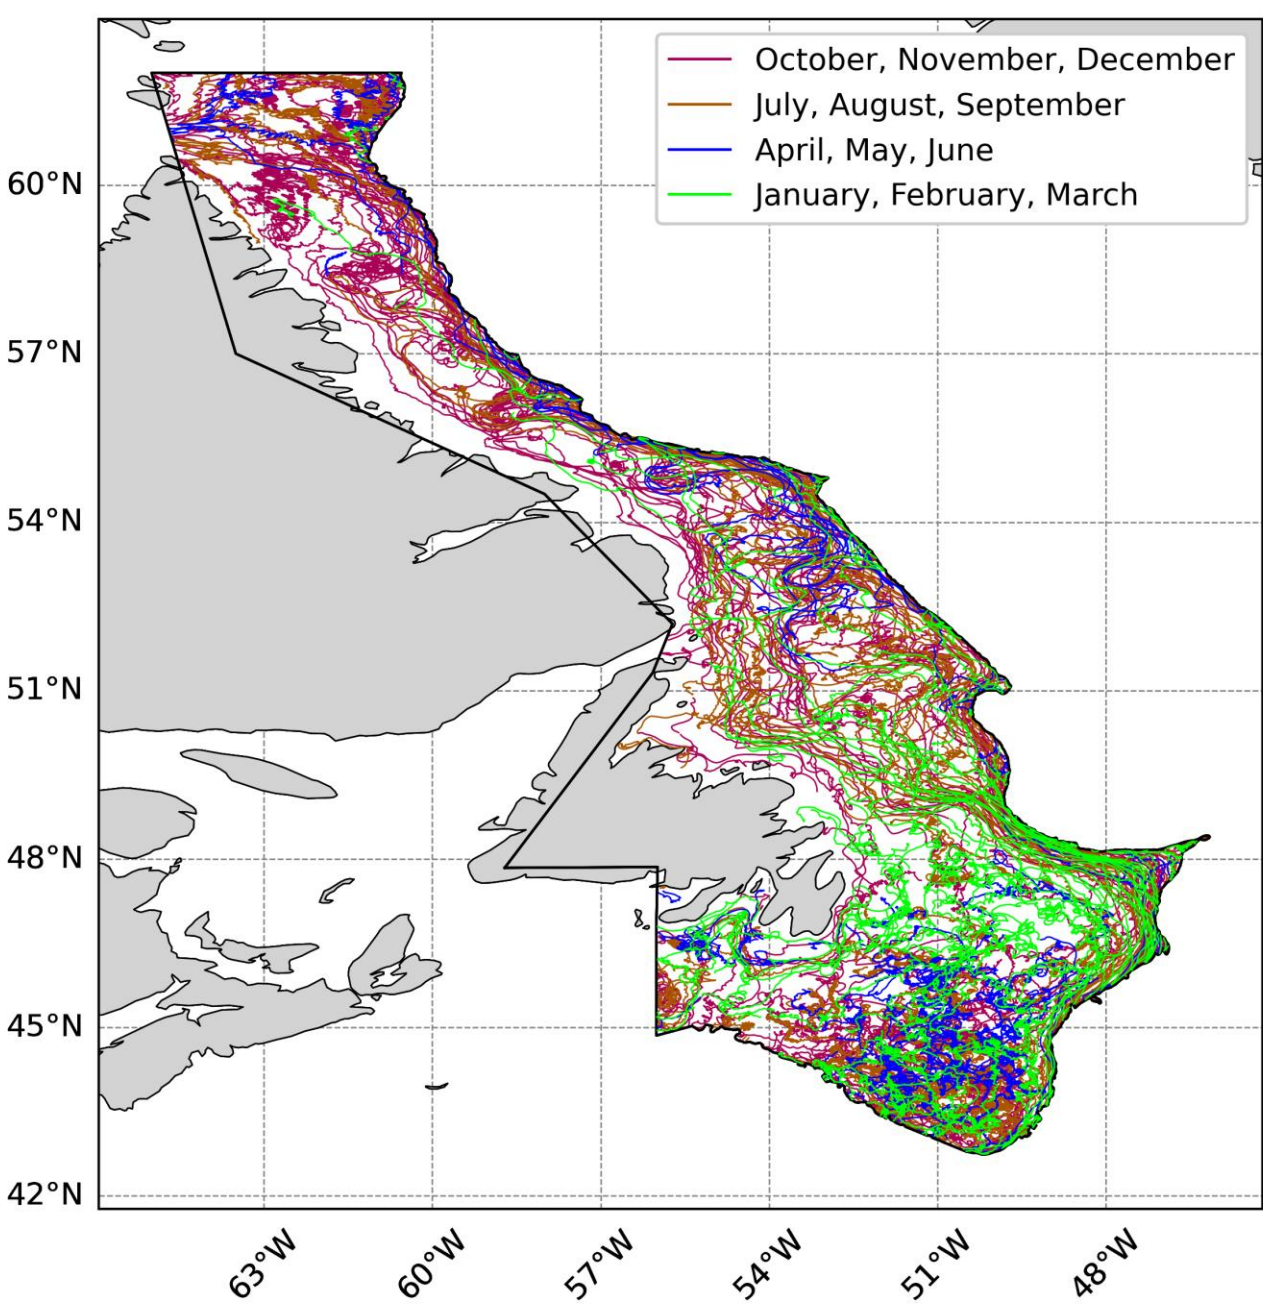 October, November, December
July, August, September
April, May, June
January, February, March
60°N
57°N
54°N
51°N
48°N
45°N
42°N
63°W
60°W
57°W
54°W
51°W
48°W